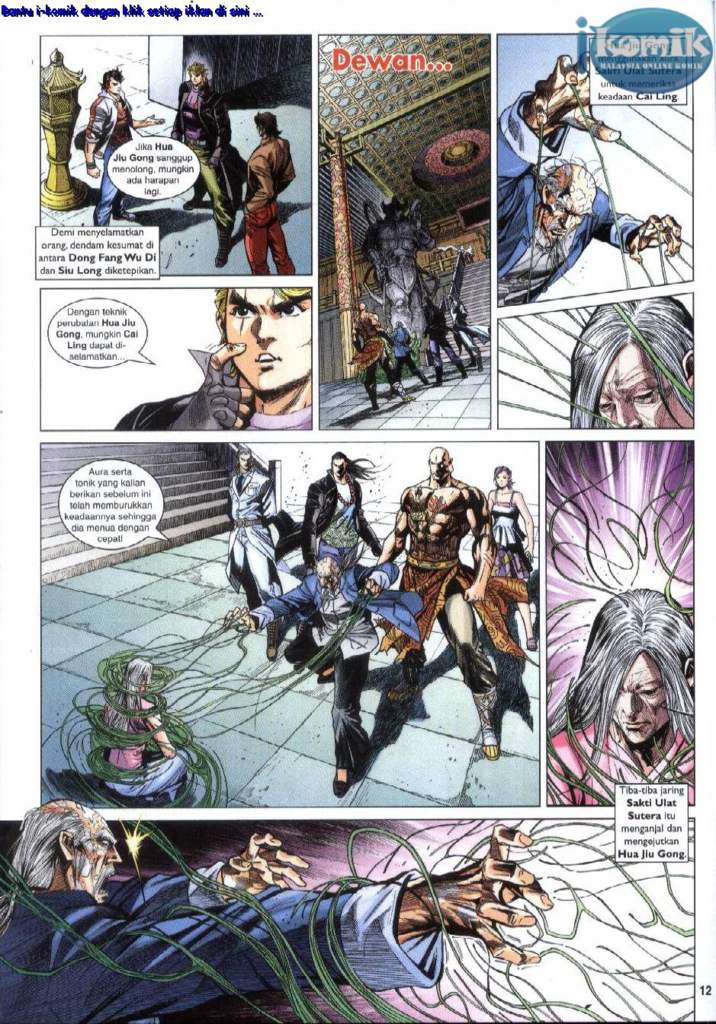 Bantu i-komik dengan klik setiap iklan di sini ...
ikomik
MALAYSIA ONLINE KOMIK
Jika Hua
Jiu Gong sanggup
menolong, mungkin
ada harapan
lagi.
Demi menyelamatkan
orang, dendam kesumat di
antara Dong Fang Wu Di
dan Siu Long diketepikan.
Dewan...
Sakti Ulat Sutera
untuk memeriksa
keadaan Cai Ling
Dengan teknik
perubatan Hua Jiu
Gong, mungkin Cai
Ling dapat di-
selamatkan...
Aura serta
tonik yang kalian
berikan sebelum ini
telah memburukkan
keadaannya sehingga
dia menua dengan
cepat!
Tiba-tiba jaring
Sakti Ulat
Sutera itu
menganjal dan
mengejutkan
Hua Jiu Gong.
12